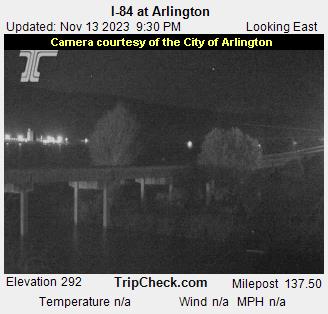 I-84 at Arlington
Updated: Nov 13 2023 9:30 PM Looking East
Camera courtesy of the City of Arlington
Elevation 292 TripCheck.com Milepost 137.50
Temperature n/a Wind n/a MPH n/a